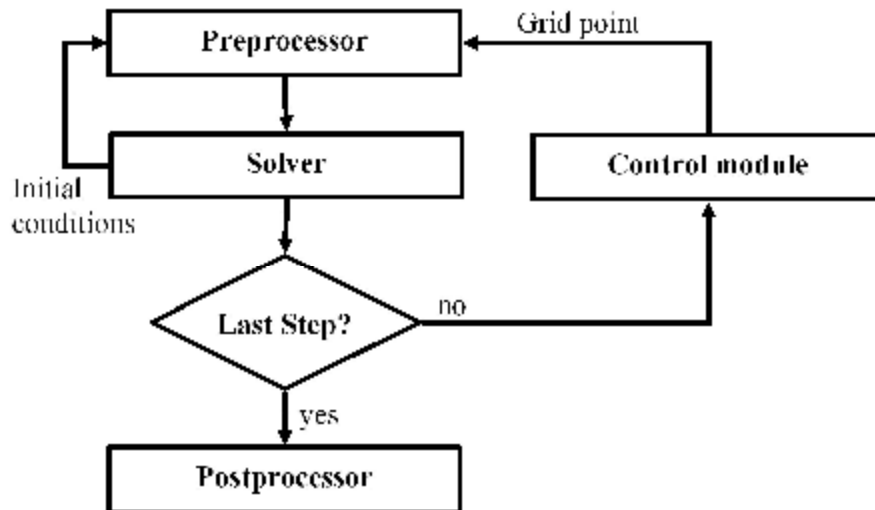 Preprocessor
Grid point
Solver
Control module
Initial
conditions
Last Step?
no
yes
Postprocessor